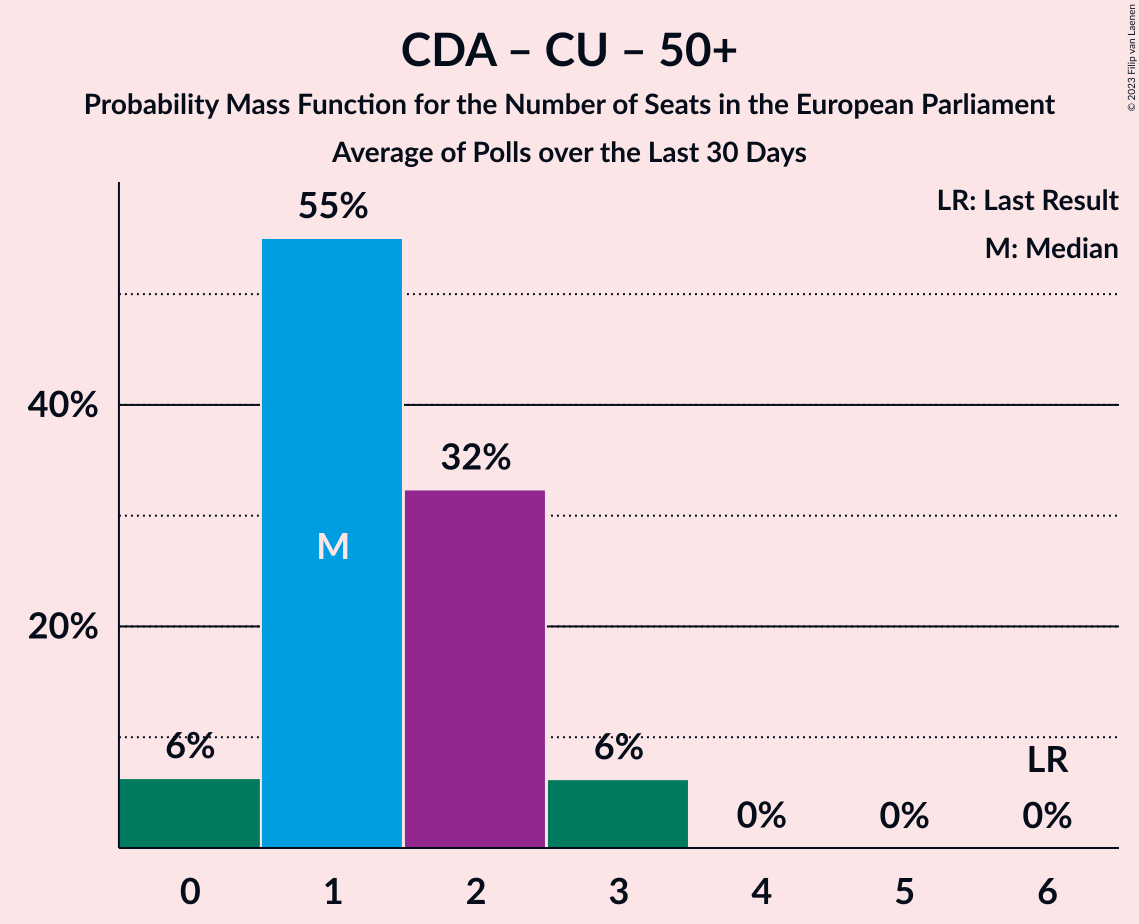 CDA – CU – 50+
Probability Mass Function for the Number of Seats in the European Parliament
Average of Polls over the Last 30 Days
© 2023 Filip van Laenen
LR: Last Result
M: Median
55%
40%
32%
M
20%
6%
6%
LR
0%
0%
0%
0
1
2
3
4
5
6